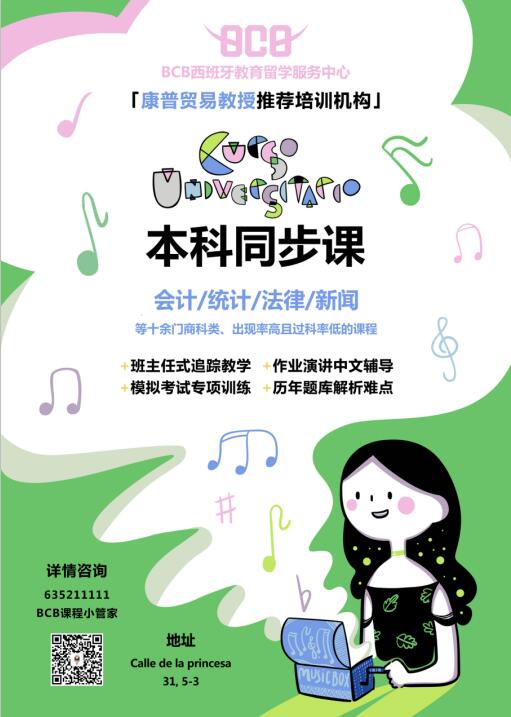 BCB
BCB西班牙教育留学服务中心
「康普贸易教授推荐培训机构」
Curso
Universitario
本科同步课
会计/统计/法律/新闻
等十余门商科类、出现率高且过科率低的课程
+班主任式追踪教学 +作业演讲中文辅导
+模拟考试专项训练 +历年题库解析难点
详情咨询
635211111
BCB课程小管家
地址
Calle de la princesa
31, 5-3
MUSICBOX